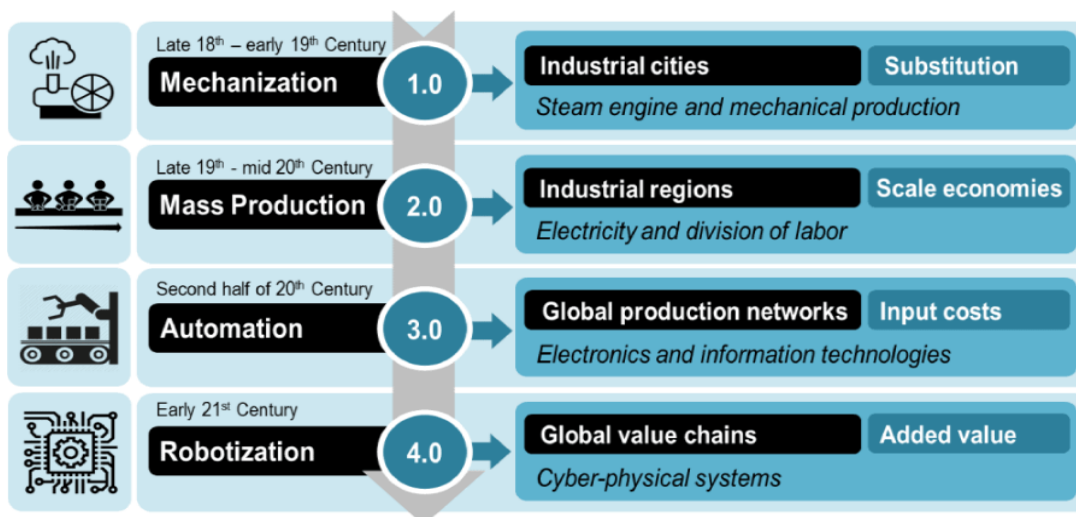 Late 18th – early 19th Century
Mechanization
1.0
Industrial cities
Substitution
Steam engine and mechanical production
Late 19th - mid 20th Century
Mass Production
2.0
Industrial regions
Scale economies
Electricity and division of labor
Second half of 20th Century
Automation
3.0
Global production networks
Input costs
Electronics and information technologies
Early 21st Century
Robotization
4.0
Global value chains
Added value
Cyber-physical systems